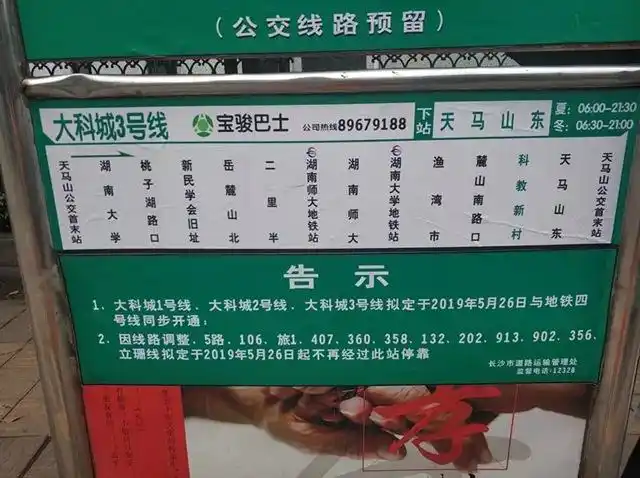 （公交线路预留）
大科城3号线
宝骏巴士
公司热线89679188
下站
天马山东
夏：06:00-21:30
冬：06:30-21:00
天马山公交首末站
湖南大学
桃子湖路口
新民学会旧址
岳麓山北
二里半
湖南师大地铁站
湖南师大
湖南大学地铁站
渔湾市
麓山南路口
科教新村
天马山东
天马山公交首末站
告示
1、大科城1号线、大科城2号线、大科城3号线拟定于2019年5月26日与地铁四
号线同步开通；
2、因线路调整，5路、106、旅1、407、360、358、132、202、913、902、356、
立珊线拟定于2019年5月26日起不再经过此站停靠
长沙市道路运输管理处
监督电话:12328
孝